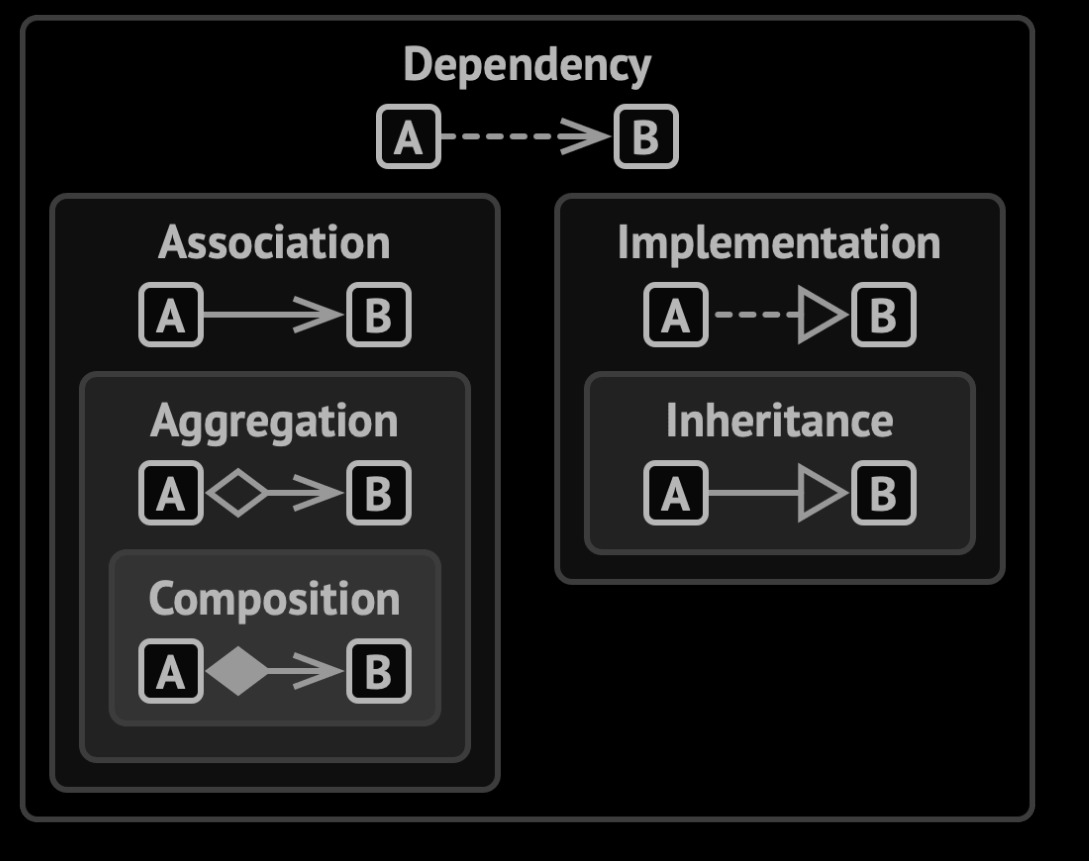 Dependency
A B
Association
A B
Aggregation
A B
Composition
A B
Implementation
A B
Inheritance
A B